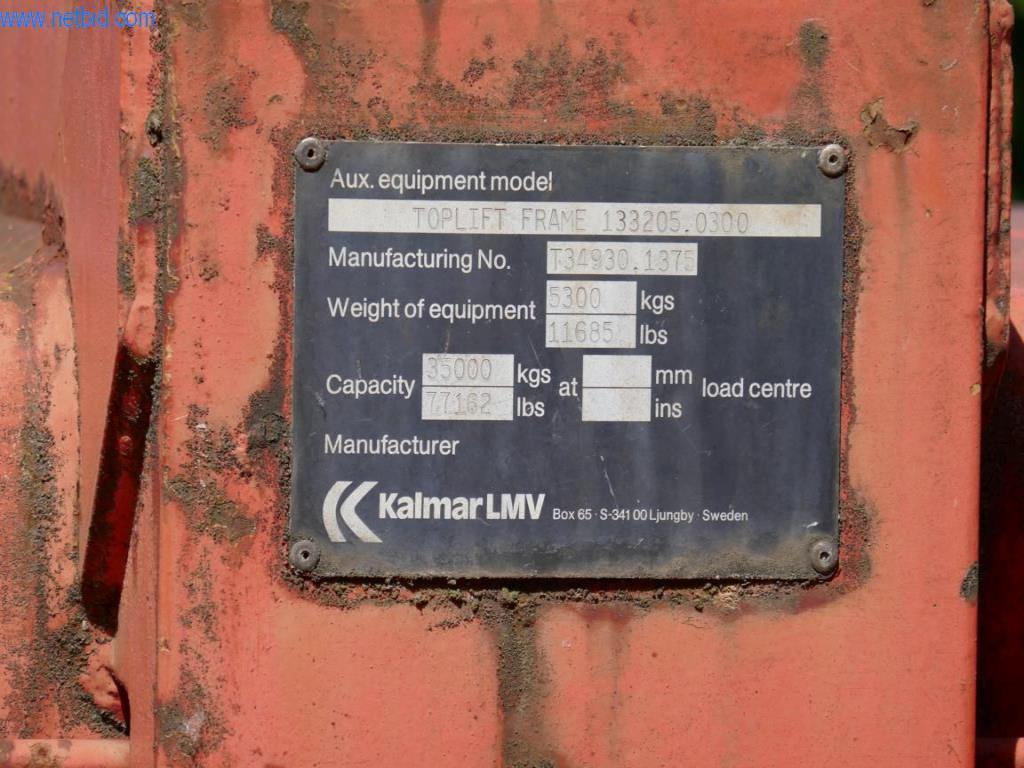 www.netbid.com
Aux. equipment model
TOPLIFT FRAME 133205.0300
Manufacturing No. T34930.1375
Weight of equipment 5300 kgs
11685 lbs
Capacity 35000 kgs at mm load centre
77162 lbs ins
Manufacturer
Kalmar LMV Box 65 · S-341 00 Ljungby · Sweden